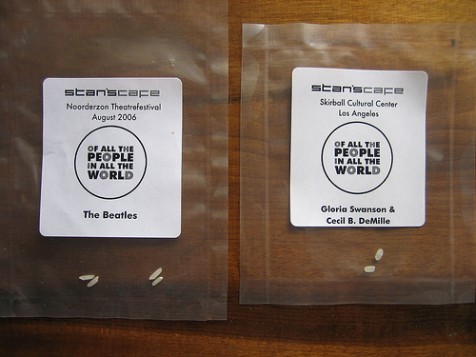 stan'scafe
Noorderzon Theatrefestival
August 2006
OF ALL THE
PEOPLE
IN ALL THE
WORLD
The Beatles
stan'scafe
Skirball Cultural Center
Los Angeles
OF ALL THE
PEOPLE
IN ALL THE
WORLD
Gloria Swanson &
Cecil B. DeMille